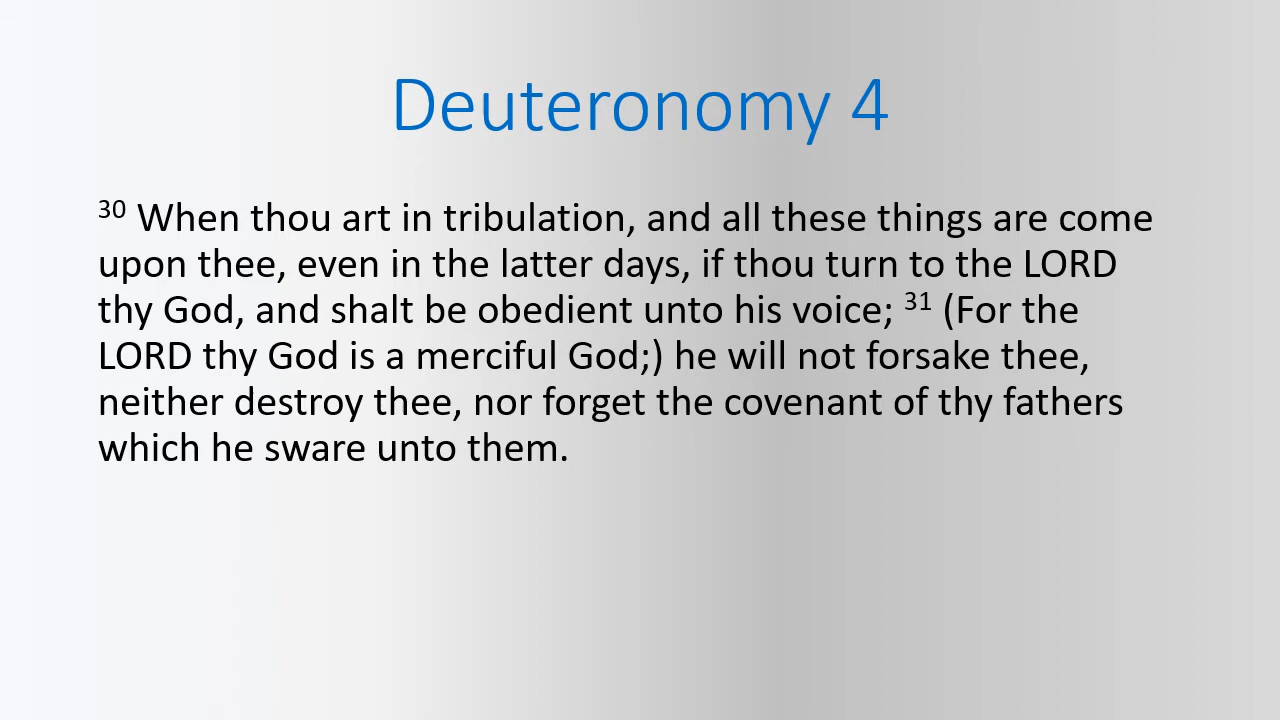 Deuteronomy 4
30 When thou art in tribulation, and all these things are come
upon thee, even in the latter days, if thou turn to the LORD
thy God, and shalt be obedient unto his voice; 31 (For the
LORD thy God is a merciful God;) he will not forsake thee,
neither destroy thee, nor forget the covenant of thy fathers
which he sware unto them.